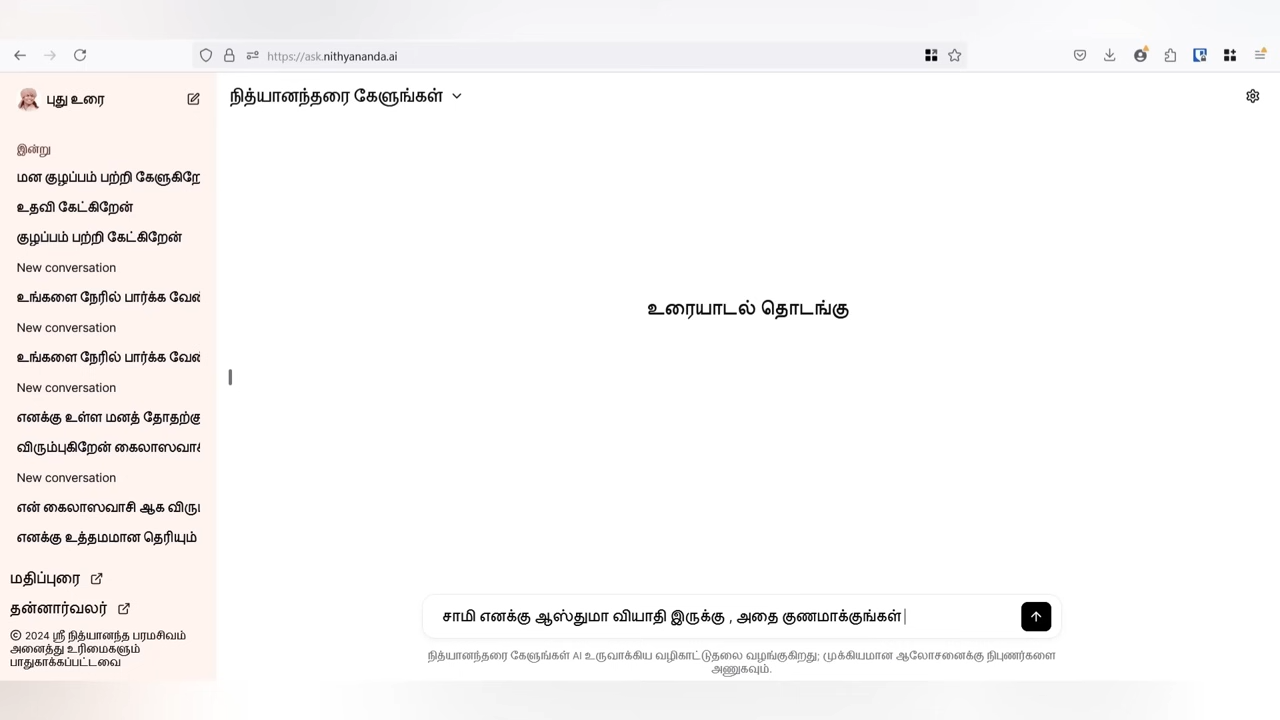 https://ask.nithyananda.ai
புது உரை
நித்யானந்தரை கேளுங்கள்
இன்று
மன குழப்பம் பற்றி கேளுகிறே
உதவி கேட்கிறேன்
குழப்பம் பற்றி கேட்கிறேன்
New conversation
உங்களை நேரில் பார்க்க
New conversation
உங்களை நேரில் பார்க்க
New conversation
எனக்கு உள்ள மனத் தோதற்கு
விரும்புகிறேன்
New conversation
என் கைலாஸவாசி ஆக
எனக்கு உத்தமமான தெரியும்
மதிப்புரை
தன்னார்வலர்
© 2024 ஸ்ரீ நித்யானந்த பரமசிவம்
அனைத்து உரிமைகளும்
பாதுகாக்கப்பட்டவை
உரையாடல் தொடங்கு
சாமி எனக்கு ஆஸ்துமா வியாதி இருக்கு , அதை குணமாக்குங்கள்
நித்யானந்தரை கேளுங்கள் AI உருவாக்கிய வழிகாட்டுதலை வழங்குகிறது; முக்கியமான ஆலோசனைக்கு நிபுணர்களை
அணுகவும்.